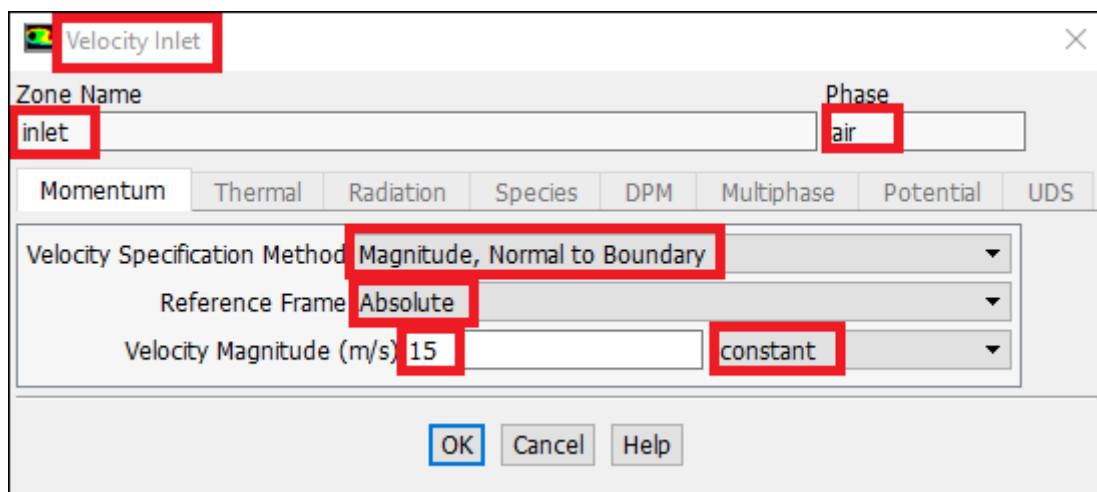 Velocity Inlet
Zone Name Phase
inlet air
Momentum Thermal Radiation Species DPM Multiphase Potential UDS
Velocity Specification Method Magnitude, Normal to Boundary
Reference Frame Absolute
Velocity Magnitude (m/s) 15 constant
OK Cancel Help